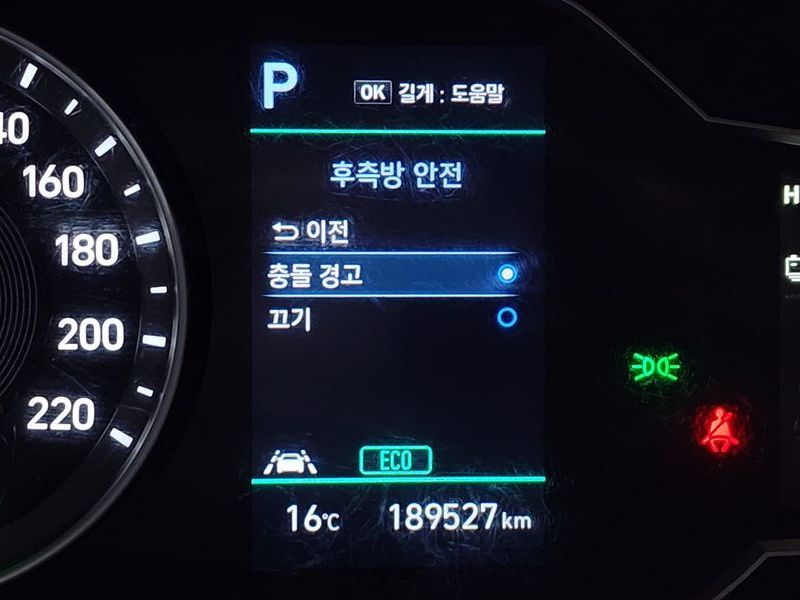 P
OK 길게 : 도움말
후측방 안전
이전
충돌 경고
끄기
ECO
16℃ 189527 km
160
180
200
220
H